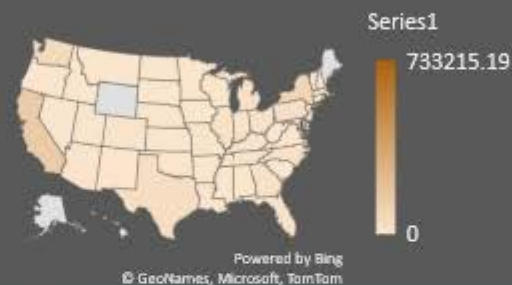 Series1
733215.19
0
Powered by Bing
© GeoNames, Microsoft, TomTom